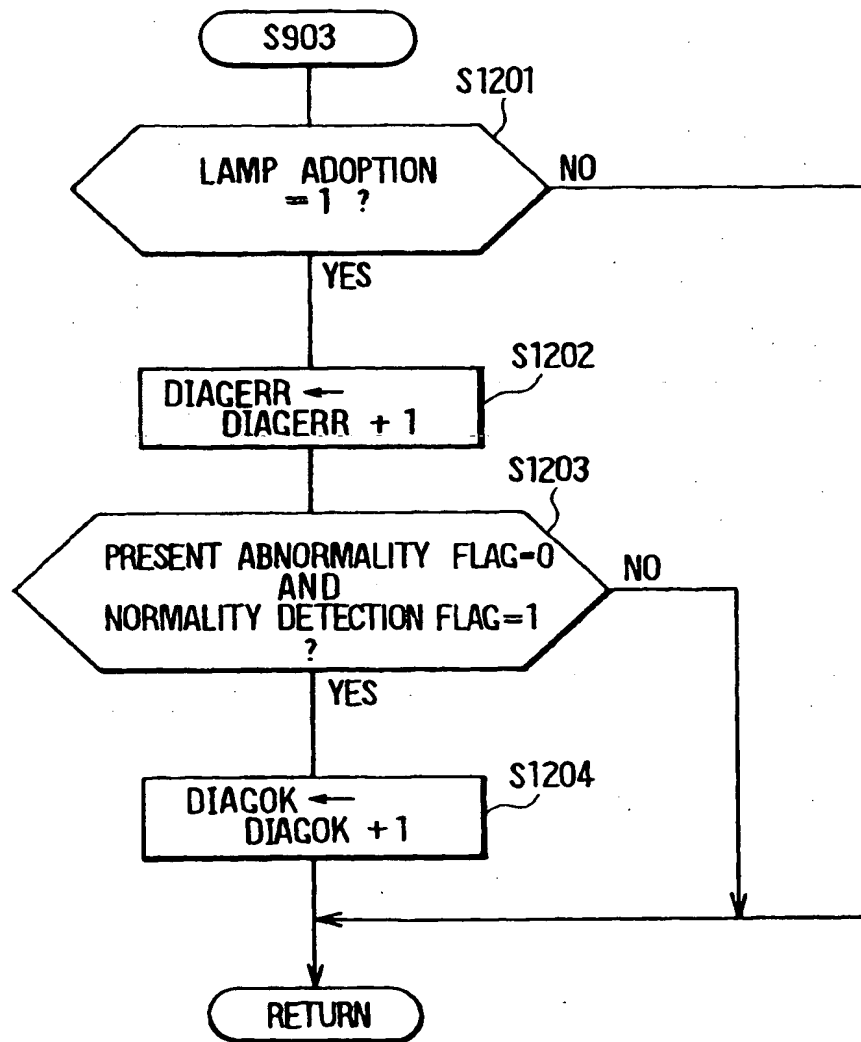 S903
S1201
LAMP ADOPTION
=1 ?
NO
YES
S1202
DIAGERR ←
DIAGERR + 1
S1203
PRESENT ABNORMALITY FLAG=0
AND
NORMALITY DETECTION FLAG=1
?
NO
YES
S1204
DIAGOK ←
DIAGOK +1
RETURN